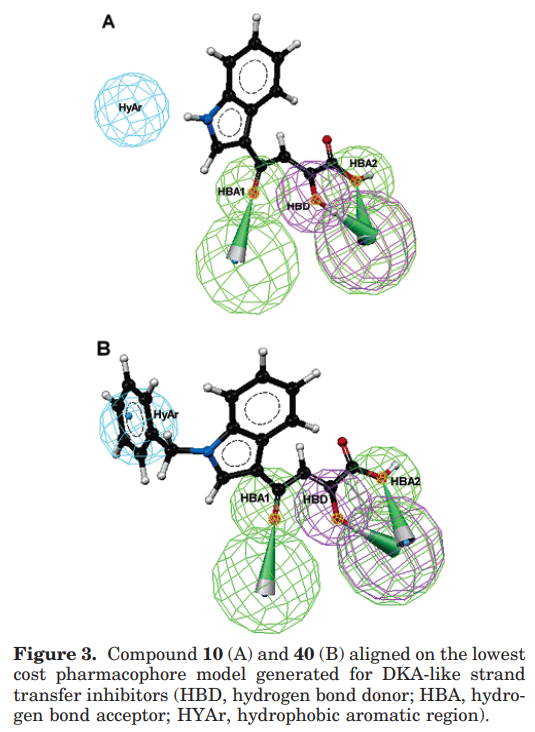 A
HyAr
HBA1
HBD
HBA2
B
HyAr
HBA1
HBD
HBA2
Figure 3. Compound 10 (A) and 40 (B) aligned on the lowest
cost pharmacophore model generated for DKA-like strand
transfer inhibitors (HBD, hydrogen bond donor; HBA, hydro-
gen bond acceptor; HYAr, hydrophobic aromatic region).